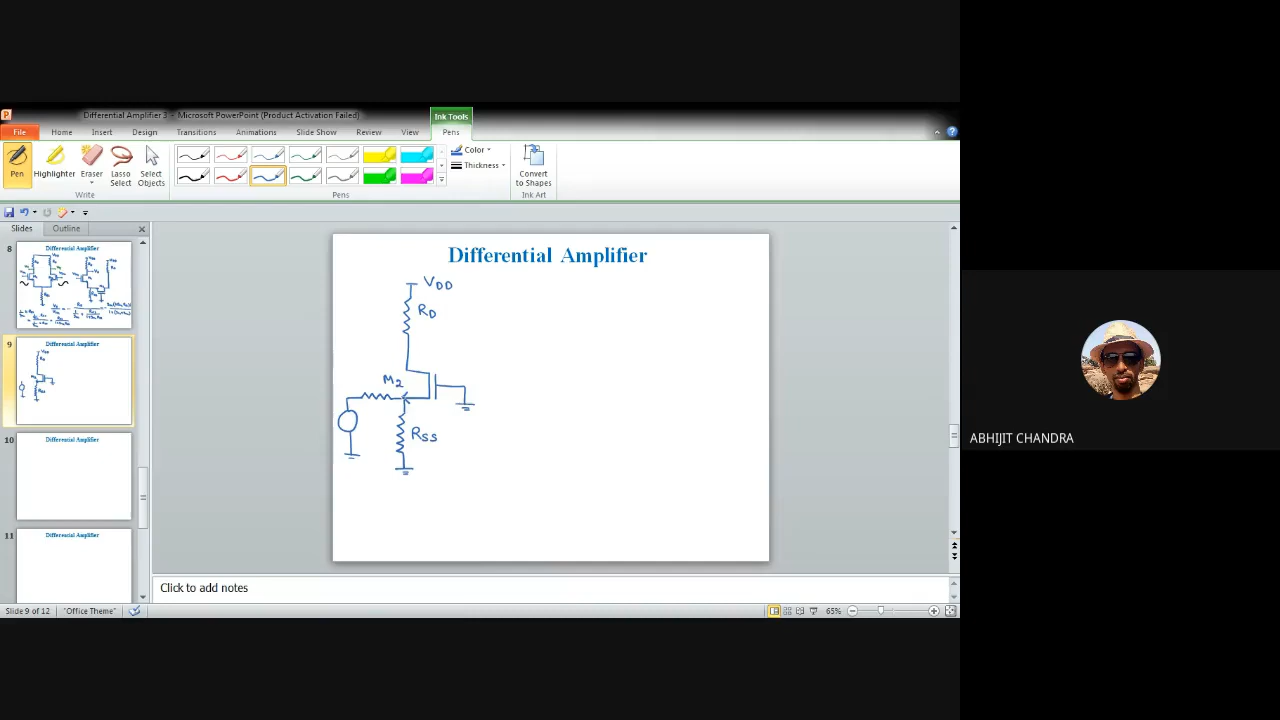 Differential Amplifier 3 - Microsoft PowerPoint (Product Activation Failed)
Ink Tools
File Home Insert Design Transitions Animations Slide Show Review View Pens
Pen Highlighter Eraser Lasso Select Select Objects
Color
Thickness
Convert to Shapes
Write Pens Ink Art
Slides Outline
8
Differential Amplifier
9
Differential Amplifier
10
Differential Amplifier
11
Differential Amplifier
Differential Amplifier
VDD
RD
M2
RSS
ABHIJIT CHANDRA
Click to add notes
Slide 9 of 12 "Office Theme" 65%